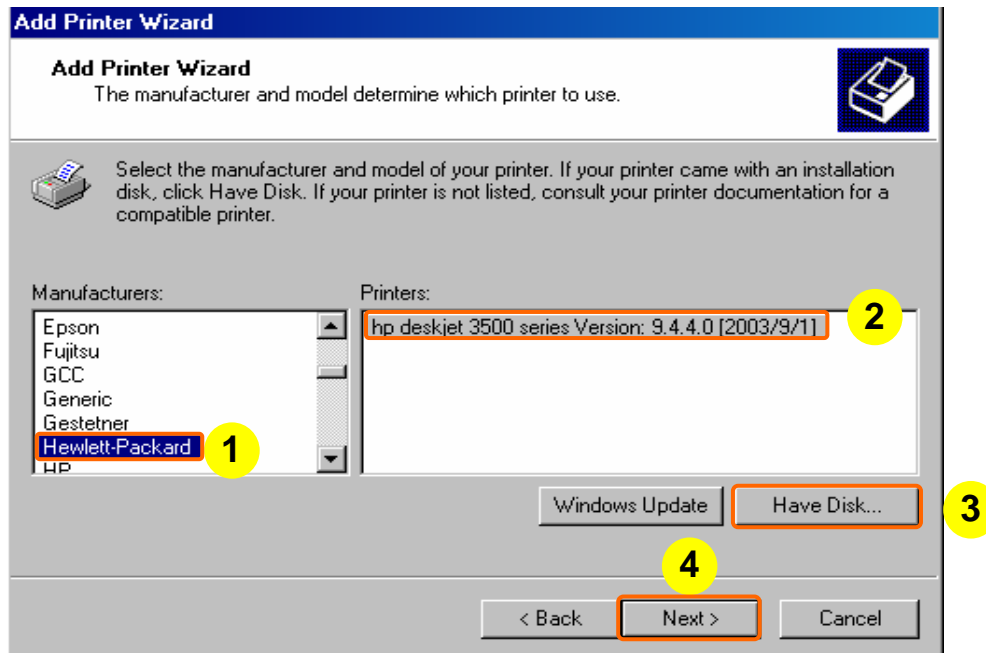 Add Printer Wizard
Add Printer Wizard
The manufacturer and model determine which printer to use.
Select the manufacturer and model of your printer. If your printer came with an installation
disk, click Have Disk. If your printer is not listed, consult your printer documentation for a
compatible printer.
Manufacturers:
Epson
Fujitsu
GCC
Generic
Gestetner
Hewlett-Packard
HP
1
Printers:
hp deskjet 3500 series Version: 9.4.4.0 [2003/9/1]
2
Windows Update
Have Disk...
3
4
< Back
Next >
Cancel